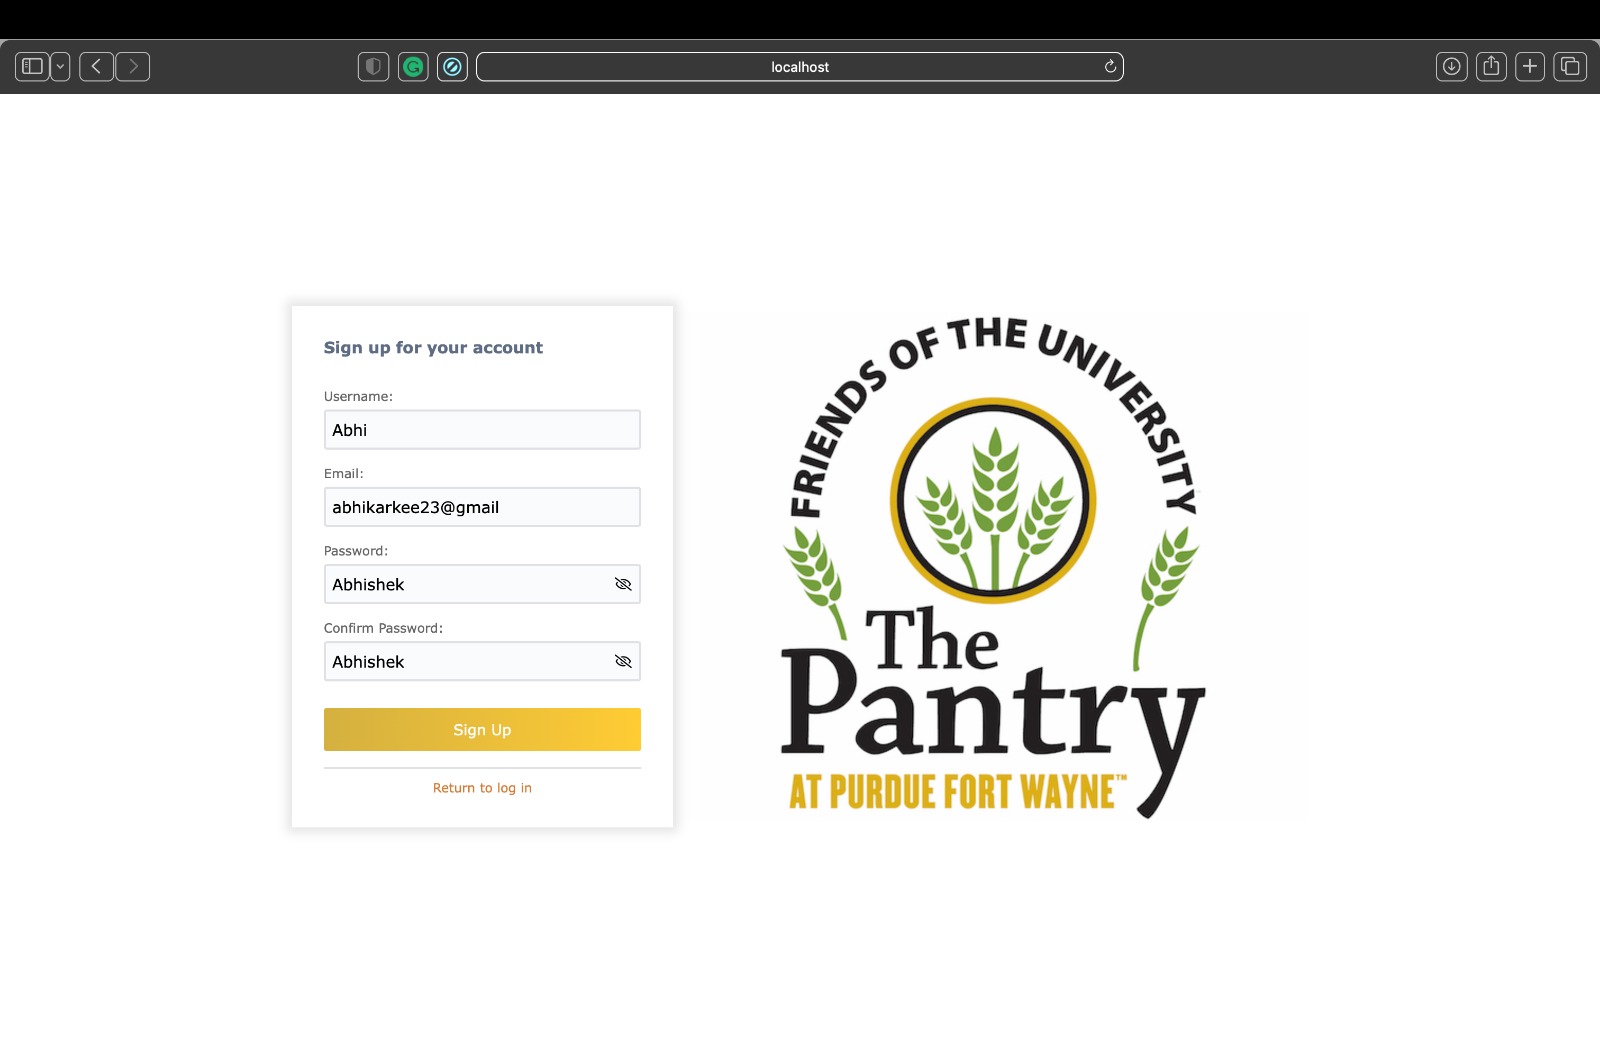 localhost
Sign up for your account
Username:
Abhi
Email:
abhikarkee23@gmail
Password:
Abhishek
Confirm Password:
Abhishek
Sign Up
Return to log in
FRIENDS OF THE UNIVERSITY
The
Pantry
AT PURDUE FORT WAYNE™